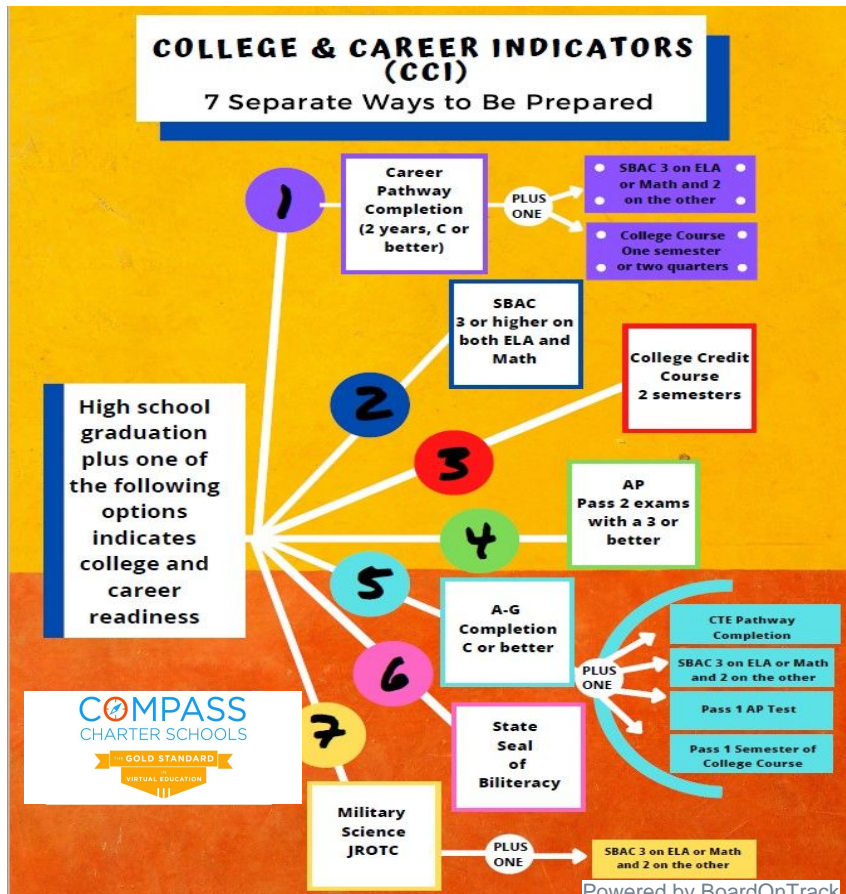 COLLEGE & CAREER INDICATORS
(CCI)
7 Separate Ways to Be Prepared
High school
graduation
plus one of
the following
options
indicates
college and
career
readiness
1
Career
Pathway
Completion
(2 years, C or
better)
PLUS
ONE
SBAC 3 on ELA
or Math and 2
on the other
College Course
One semester
or two quarters
2
SBAC
3 or higher on
both ELA and
Math
3
College Credit
Course
2 semesters
4
AP
Pass 2 exams
with a 3 or
better
5
A-G
Completion
C or better
PLUS
ONE
CTE Pathway
Completion
SBAC 3 on ELA or Math
and 2 on the other
Pass 1 AP Test
Pass 1 Semester of
College Course
6
State
Seal
of
Biliteracy
7
Military
Science
JROTC
PLUS
ONE
SBAC 3 on ELA or Math
and 2 on the other
COMPASS
CHARTER SCHOOLS
THE GOLD STANDARD
IN
VIRTUAL EDUCATION
Powered by BoardOnTrack